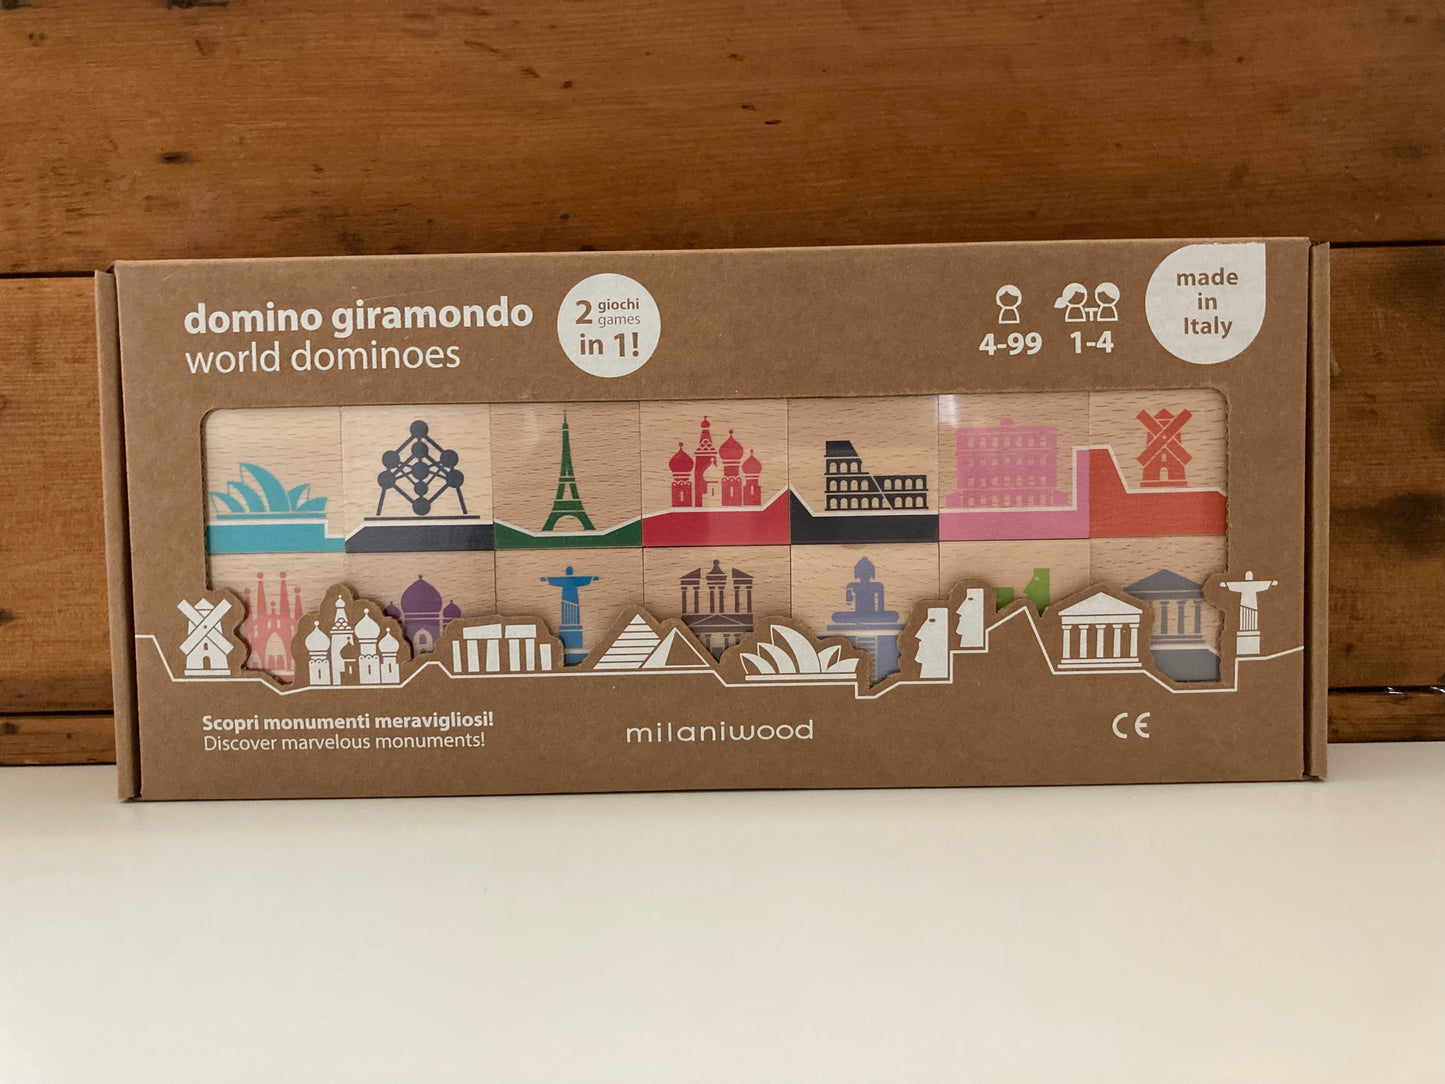 domino giramondo
world dominoes
2 giochi
games
in 1!
4-99
1-4
made
in
Italy
Scopri monumenti meravigliosi!
Discover marvelous monuments!
milaniwood
CE